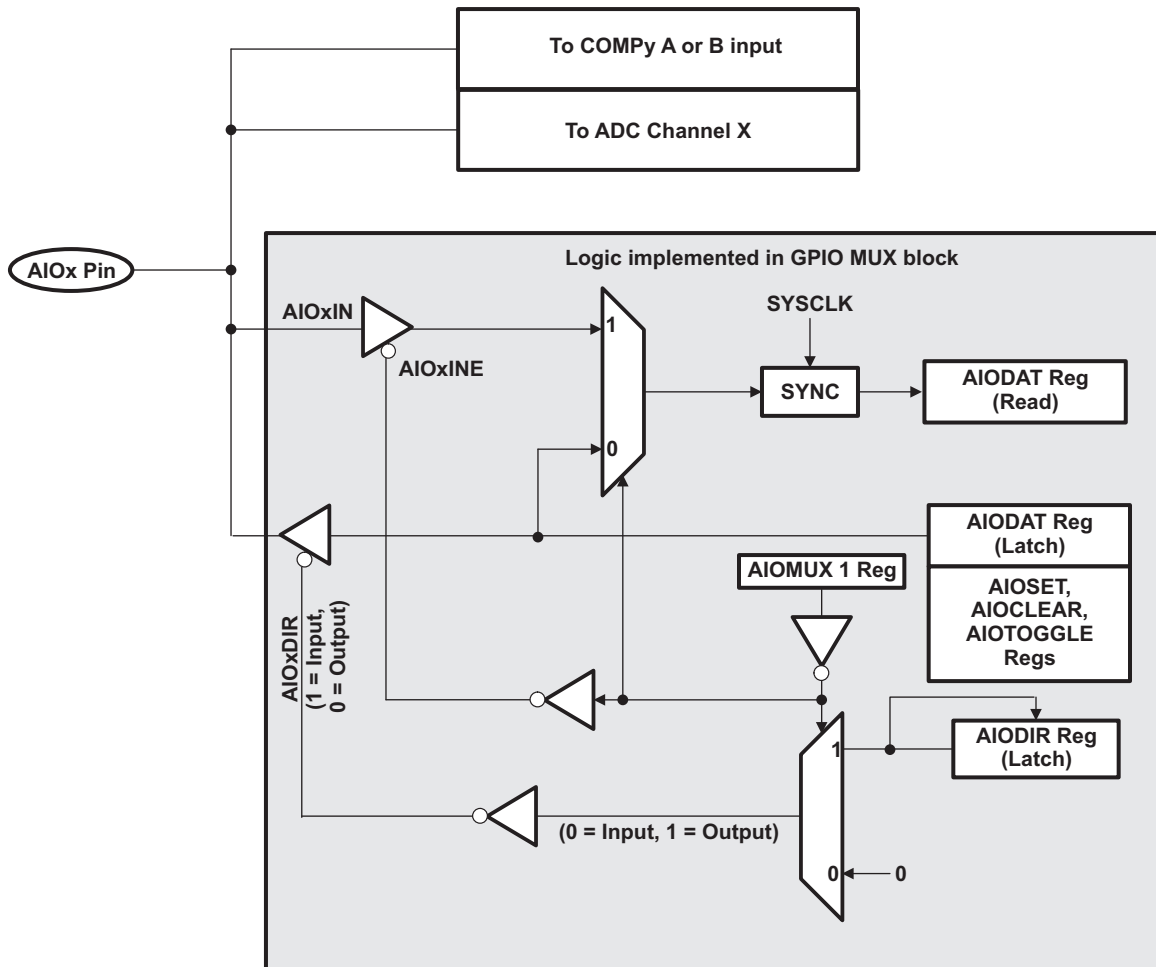 To COMPy A or B input
To ADC Channel X
AIOx Pin
Logic implemented in GPIO MUX block
AIOxIN
1
SYSCLK
AIOxINE
SYNC
AIODAT Reg
(Read)
0
AIODAT Reg
(Latch)
AIOMUX 1 Reg
AIOSET,
AIOCLEAR,
AIOTOGGLE
Regs
AIOxDIR
(1 = Input,
0 = Output)
1
AIODIR Reg
(Latch)
(0 = Input, 1 = Output)
0
0